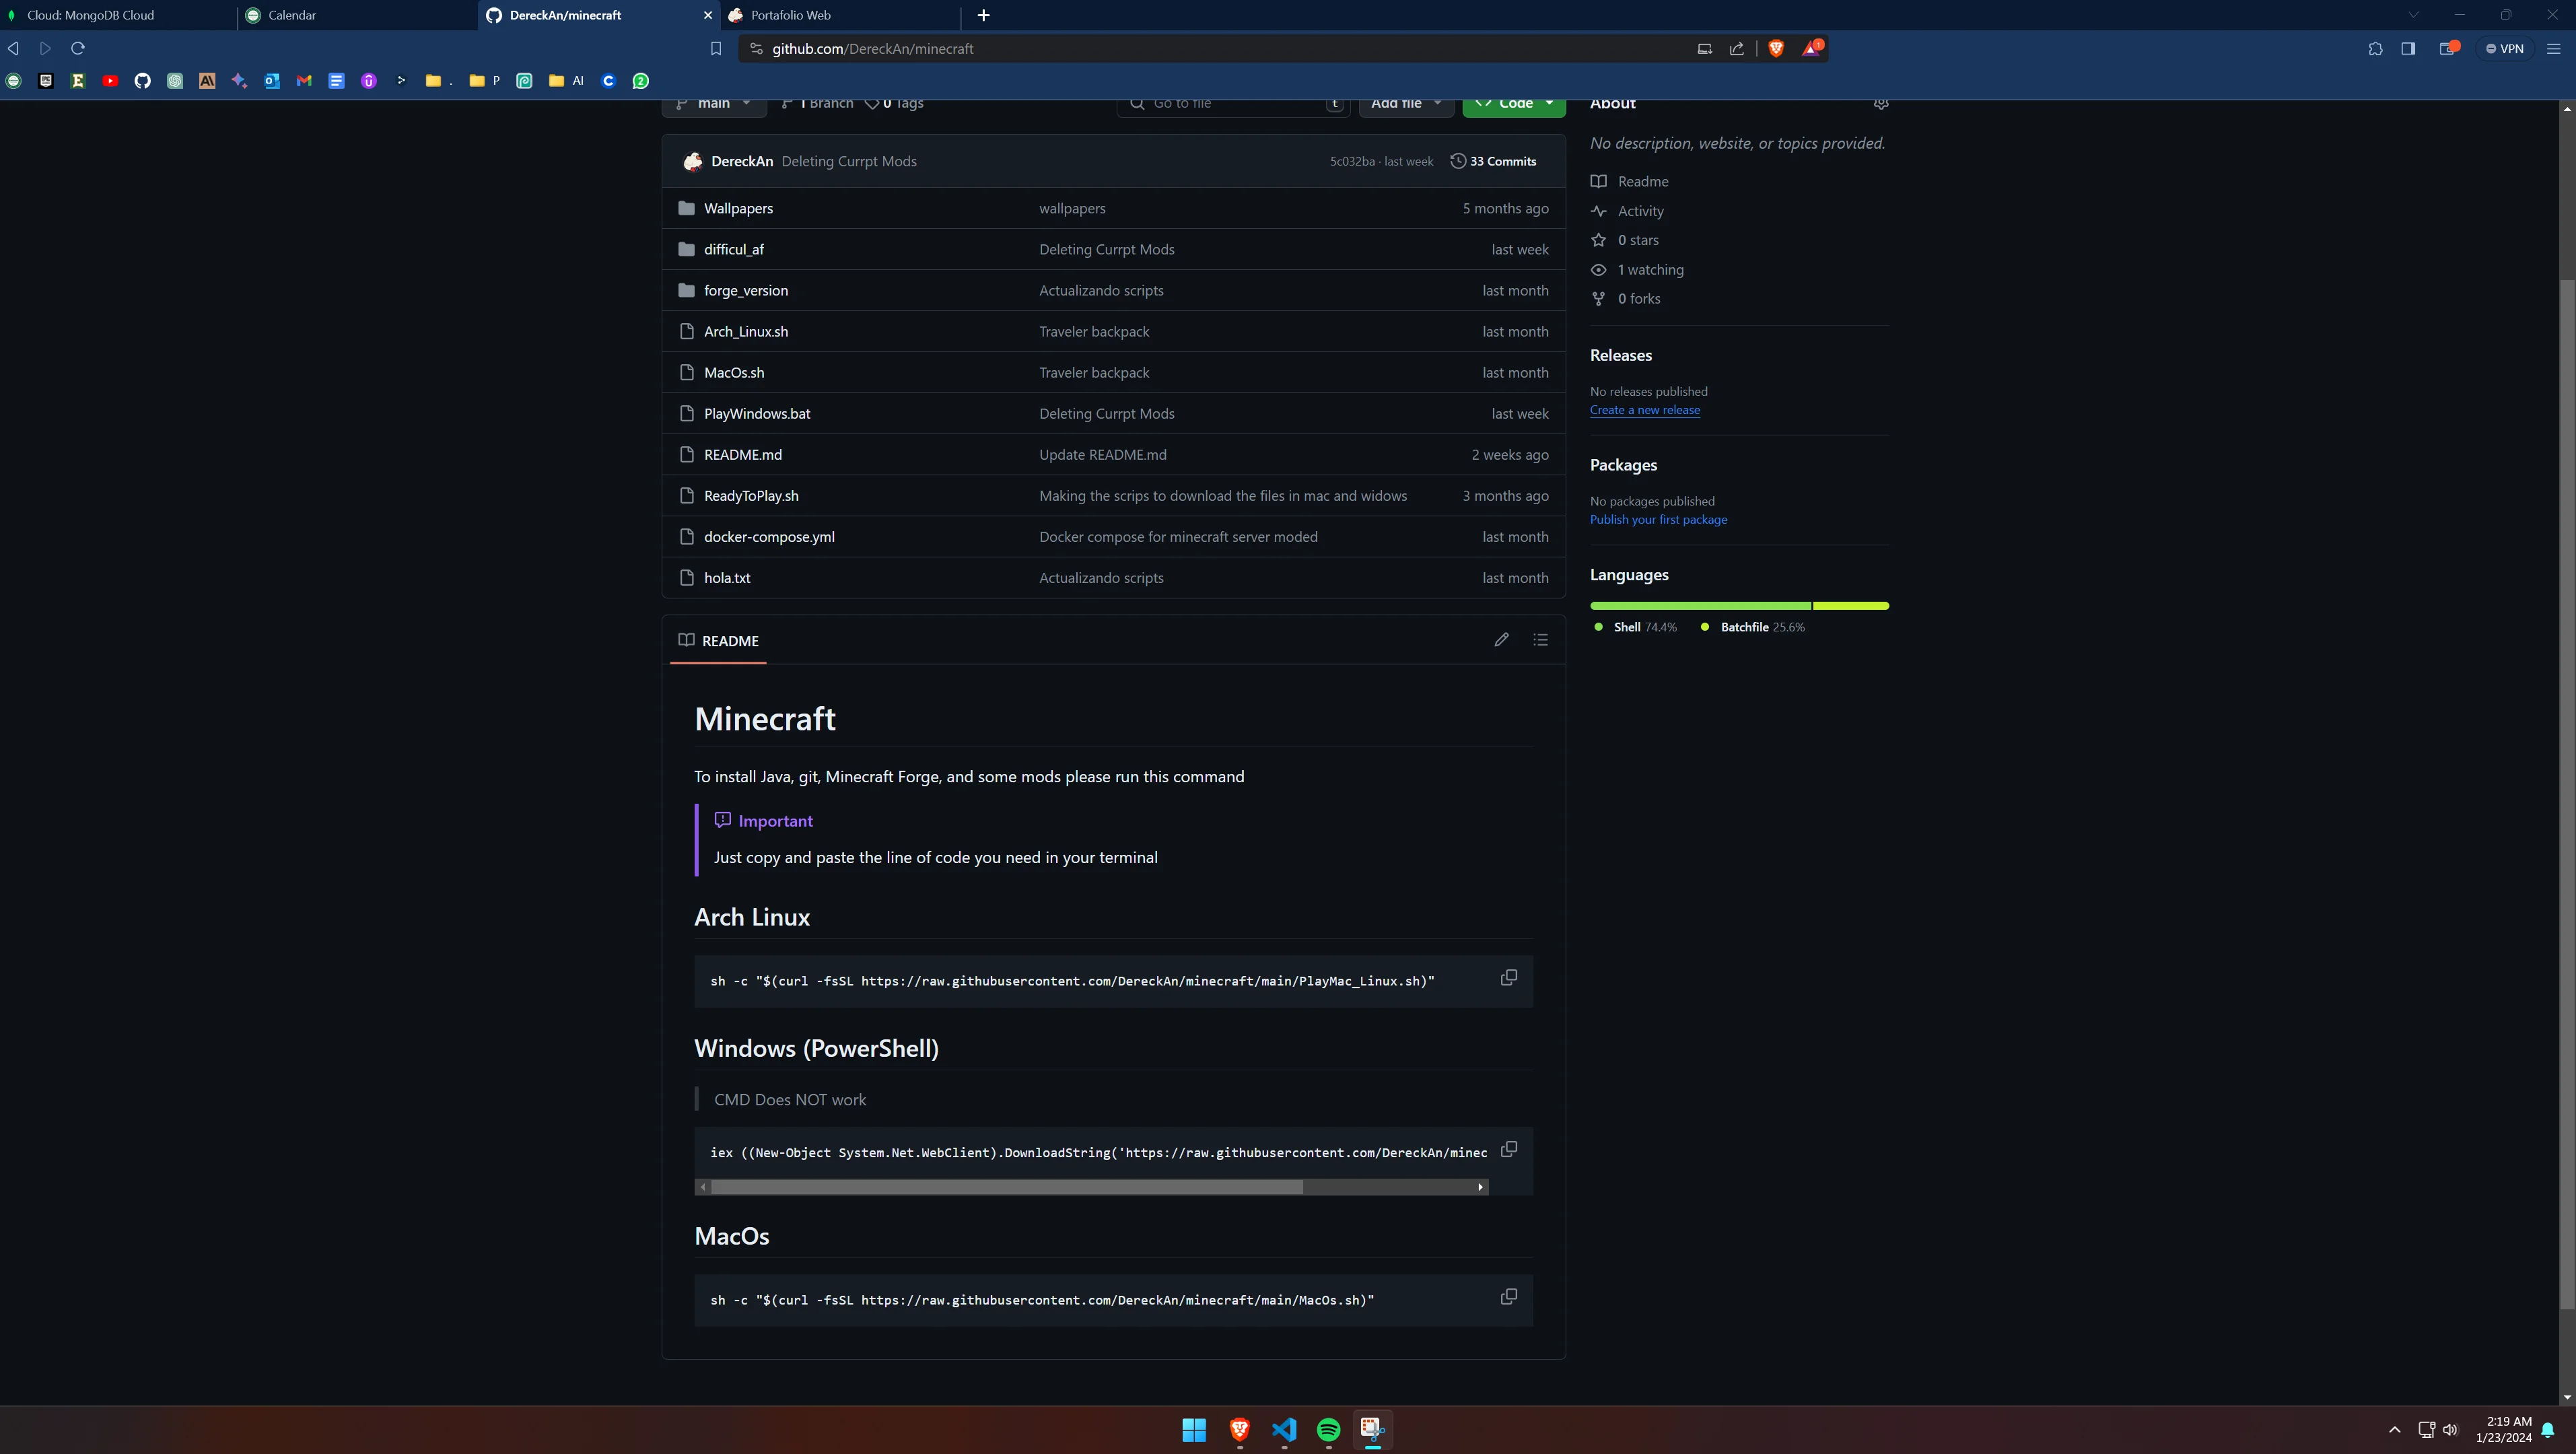 Cloud: MongoDB Cloud
Calendar
DereckAn/minecraft
Portafolio Web
github.com/DereckAn/minecraft
VPN
.
P
AI
main
1 Branch
0 Tags
Go to file
t
Add file
Code
About
No description, website, or topics provided.
DereckAn Deleting Currpt Mods 5c032ba · last week 33 Commits
Readme
Activity
0 stars
1 watching
0 forks
Wallpapers wallpapers 5 months ago
difficul_af Deleting Currpt Mods last week
forge_version Actualizando scripts last month
Arch_Linux.sh Traveler backpack last month
MacOs.sh Traveler backpack last month
PlayWindows.bat Deleting Currpt Mods last week
README.md Update README.md 2 weeks ago
ReadyToPlay.sh Making the scrips to download the files in mac and widows 3 months ago
docker-compose.yml Docker compose for minecraft server moded last month
hola.txt Actualizando scripts last month
Releases
No releases published
Create a new release
Packages
No packages published
Publish your first package
Languages
Shell 74.4% Batchfile 25.6%
README
Minecraft
To install Java, git, Minecraft Forge, and some mods please run this command
Important
Just copy and paste the line of code you need in your terminal
Arch Linux
sh -c "$(curl -fsSL https://raw.githubusercontent.com/DereckAn/minecraft/main/PlayMac_Linux.sh)"
Windows (PowerShell)
CMD Does NOT work
iex ((New-Object System.Net.WebClient).DownloadString('https://raw.githubusercontent.com/DereckAn/minec
MacOs
sh -c "$(curl -fsSL https://raw.githubusercontent.com/DereckAn/minecraft/main/MacOs.sh)"
2:19 AM
1/23/2024